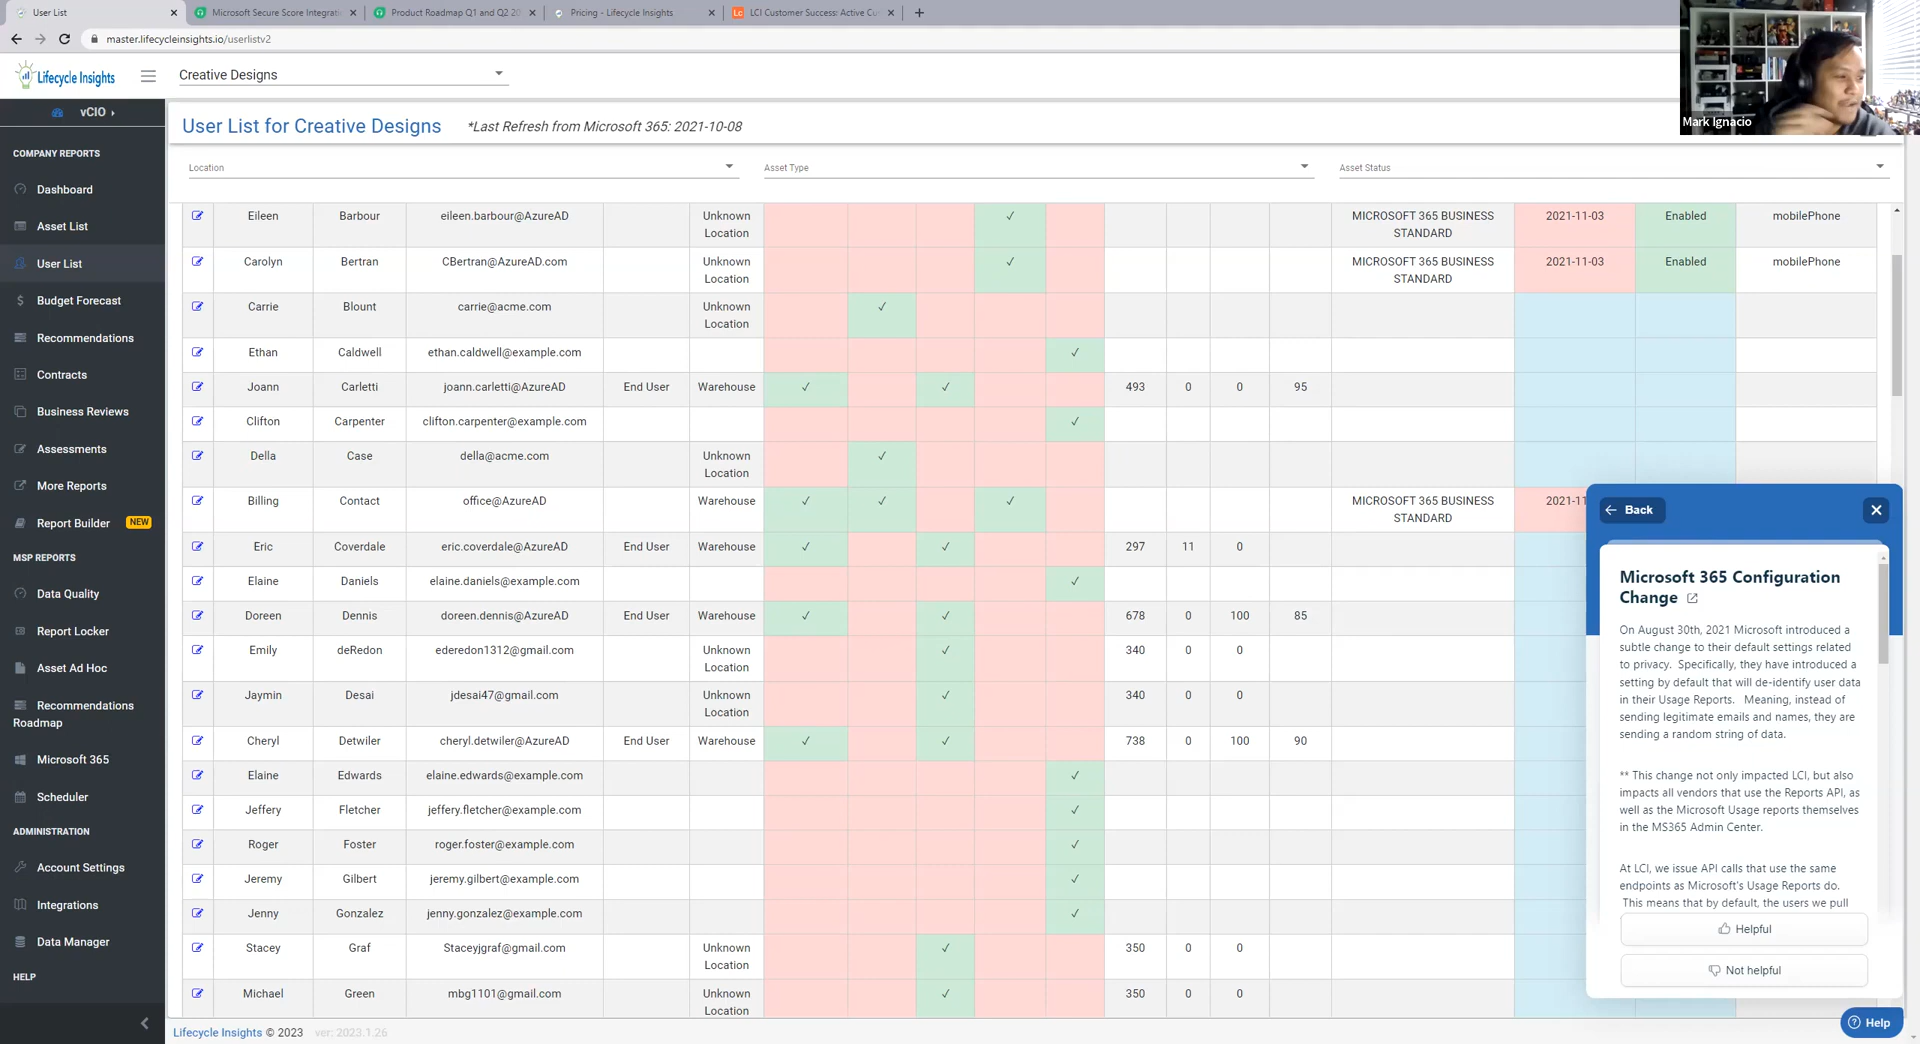 User List
Microsoft Secure Score Integrati
Product Roadmap Q1 and Q2 20
Pricing - Lifecycle Insights
LCI Customer Success: Active Cu
master.lifecycleinsights.io/userlistv2
Lifecycle Insights
Creative Designs
Mark Ignacio
vCIO
User List for Creative Designs *Last Refresh from Microsoft 365: 2021-10-08
Location
Asset Type
Asset Status
COMPANY REPORTS
Dashboard
Asset List
User List
Budget Forecast
Recommendations
Contracts
Business Reviews
Assessments
More Reports
Report Builder NEW
MSP REPORTS
Data Quality
Report Locker
Asset Ad Hoc
Recommendations
Roadmap
Microsoft 365
Scheduler
ADMINISTRATION
Account Settings
Integrations
Data Manager
HELP
Eileen Barbour eileen.barbour@AzureAD Unknown ✓ MICROSOFT 365 BUSINESS 2021-11-03 Enabled mobilePhone
Location STANDARD
Carolyn Bertran CBertran@AzureAD.com Unknown ✓ MICROSOFT 365 BUSINESS 2021-11-03 Enabled mobilePhone
Location STANDARD
Carrie Blount carrie@acme.com Unknown ✓
Location
Ethan Caldwell ethan.caldwell@example.com ✓
Joann Carletti joann.carletti@AzureAD End User Warehouse ✓ ✓ 493 0 0 95
Clifton Carpenter clifton.carpenter@example.com ✓
Della Case della@acme.com Unknown ✓
Location
Billing Contact office@AzureAD Warehouse ✓ ✓ ✓ MICROSOFT 365 BUSINESS 2021-11
STANDARD
Eric Coverdale eric.coverdale@AzureAD End User Warehouse ✓ ✓ 297 11 0
Elaine Daniels elaine.daniels@example.com ✓
Doreen Dennis doreen.dennis@AzureAD End User Warehouse ✓ ✓ 678 0 100 85
Emily deRedon ederedon1312@gmail.com Unknown ✓ 340 0 0
Location
Jaymin Desai jdesai47@gmail.com Unknown ✓ 340 0 0
Location
Cheryl Detwiler cheryl.detwiler@AzureAD End User Warehouse ✓ ✓ 738 0 100 90
Elaine Edwards elaine.edwards@example.com ✓
Jeffery Fletcher jeffery.fletcher@example.com ✓
Roger Foster roger.foster@example.com ✓
Jeremy Gilbert jeremy.gilbert@example.com ✓
Jenny Gonzalez jenny.gonzalez@example.com ✓
Stacey Graf Staceyjgraf@gmail.com Unknown ✓ 350 0 0
Location
Michael Green mbg1101@gmail.com Unknown ✓ 350 0 0
Location
Back
Microsoft 365 Configuration
Change
On August 30th, 2021 Microsoft introduced a
subtle change to their default settings related
to privacy. Specifically, they have introduced a
setting by default that will de-identify user data
in their Usage Reports. Meaning, instead of
sending legitimate emails and names, they are
sending a random string of data.
** This change not only impacted LCI, but also
impacts all vendors that use the Reports API, as
well as the Microsoft Usage reports themselves
in the MS365 Admin Center.
At LCI, we issue API calls that use the same
endpoints as Microsoft's Usage Reports do.
This means that by default, the users we pull
Helpful
Not helpful
Lifecycle Insights © 2023 ver: 2023.1.26
Help